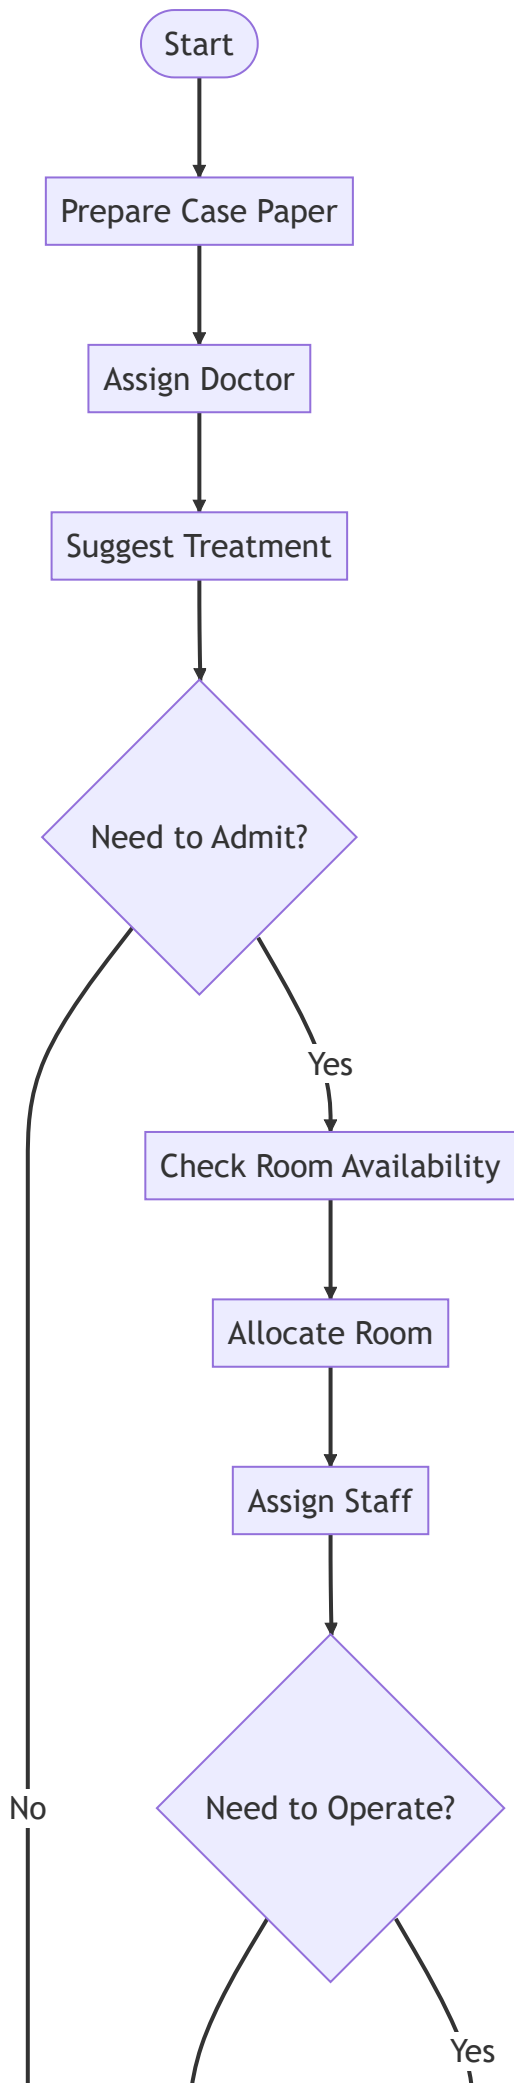 Start
Prepare Case Paper
Assign Doctor
Suggest Treatment
Need to Admit?
Yes
Check Room Availability
Allocate Room
Assign Staff
No
Need to Operate?
Yes